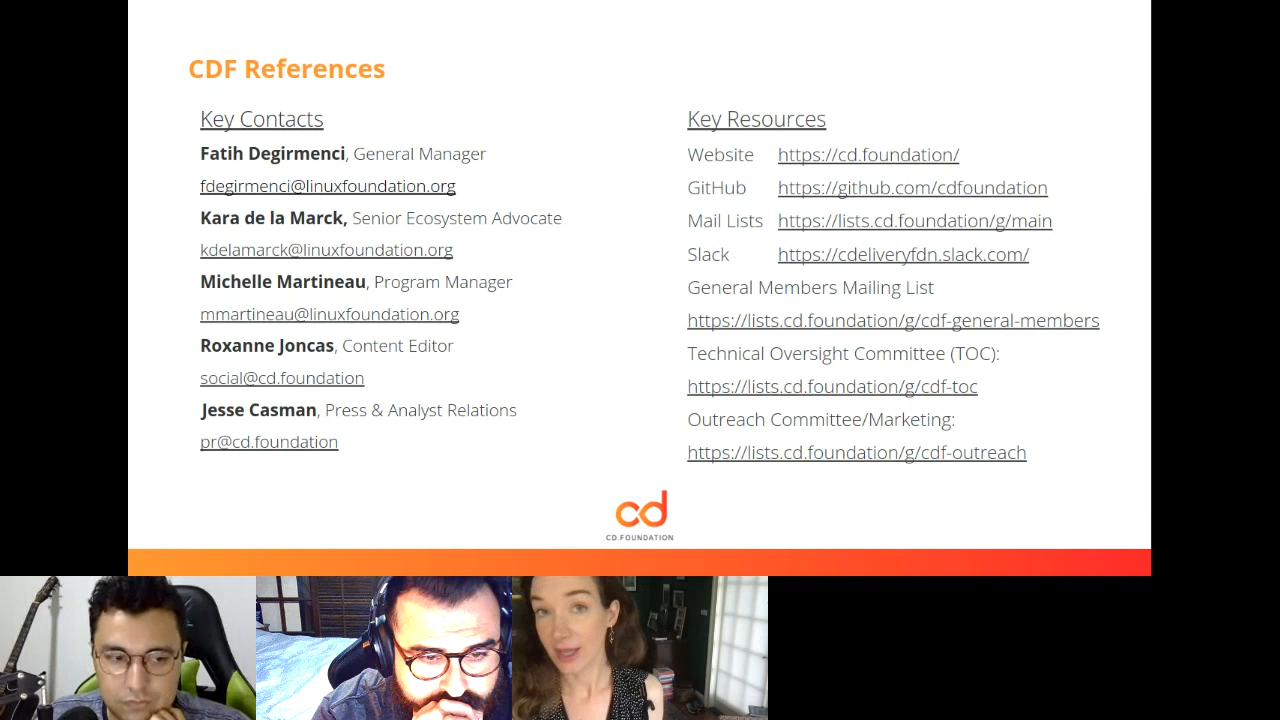 CDF References
Key Contacts
Fatih Degirmenci, General Manager
fdegirmenci@linuxfoundation.org
Kara de la Marck, Senior Ecosystem Advocate
kdelamarck@linuxfoundation.org
Michelle Martineau, Program Manager
mmartineau@linuxfoundation.org
Roxanne Joncas, Content Editor
social@cd.foundation
Jesse Casman, Press & Analyst Relations
pr@cd.foundation
Key Resources
Website https://cd.foundation/
GitHub https://github.com/cdfoundation
Mail Lists https://lists.cd.foundation/g/main
Slack https://cdeliveryfdn.slack.com/
General Members Mailing List
https://lists.cd.foundation/g/cdf-general-members
Technical Oversight Committee (TOC):
https://lists.cd.foundation/g/cdf-toc
Outreach Committee/Marketing:
https://lists.cd.foundation/g/cdf-outreach
cd
CD.FOUNDATION